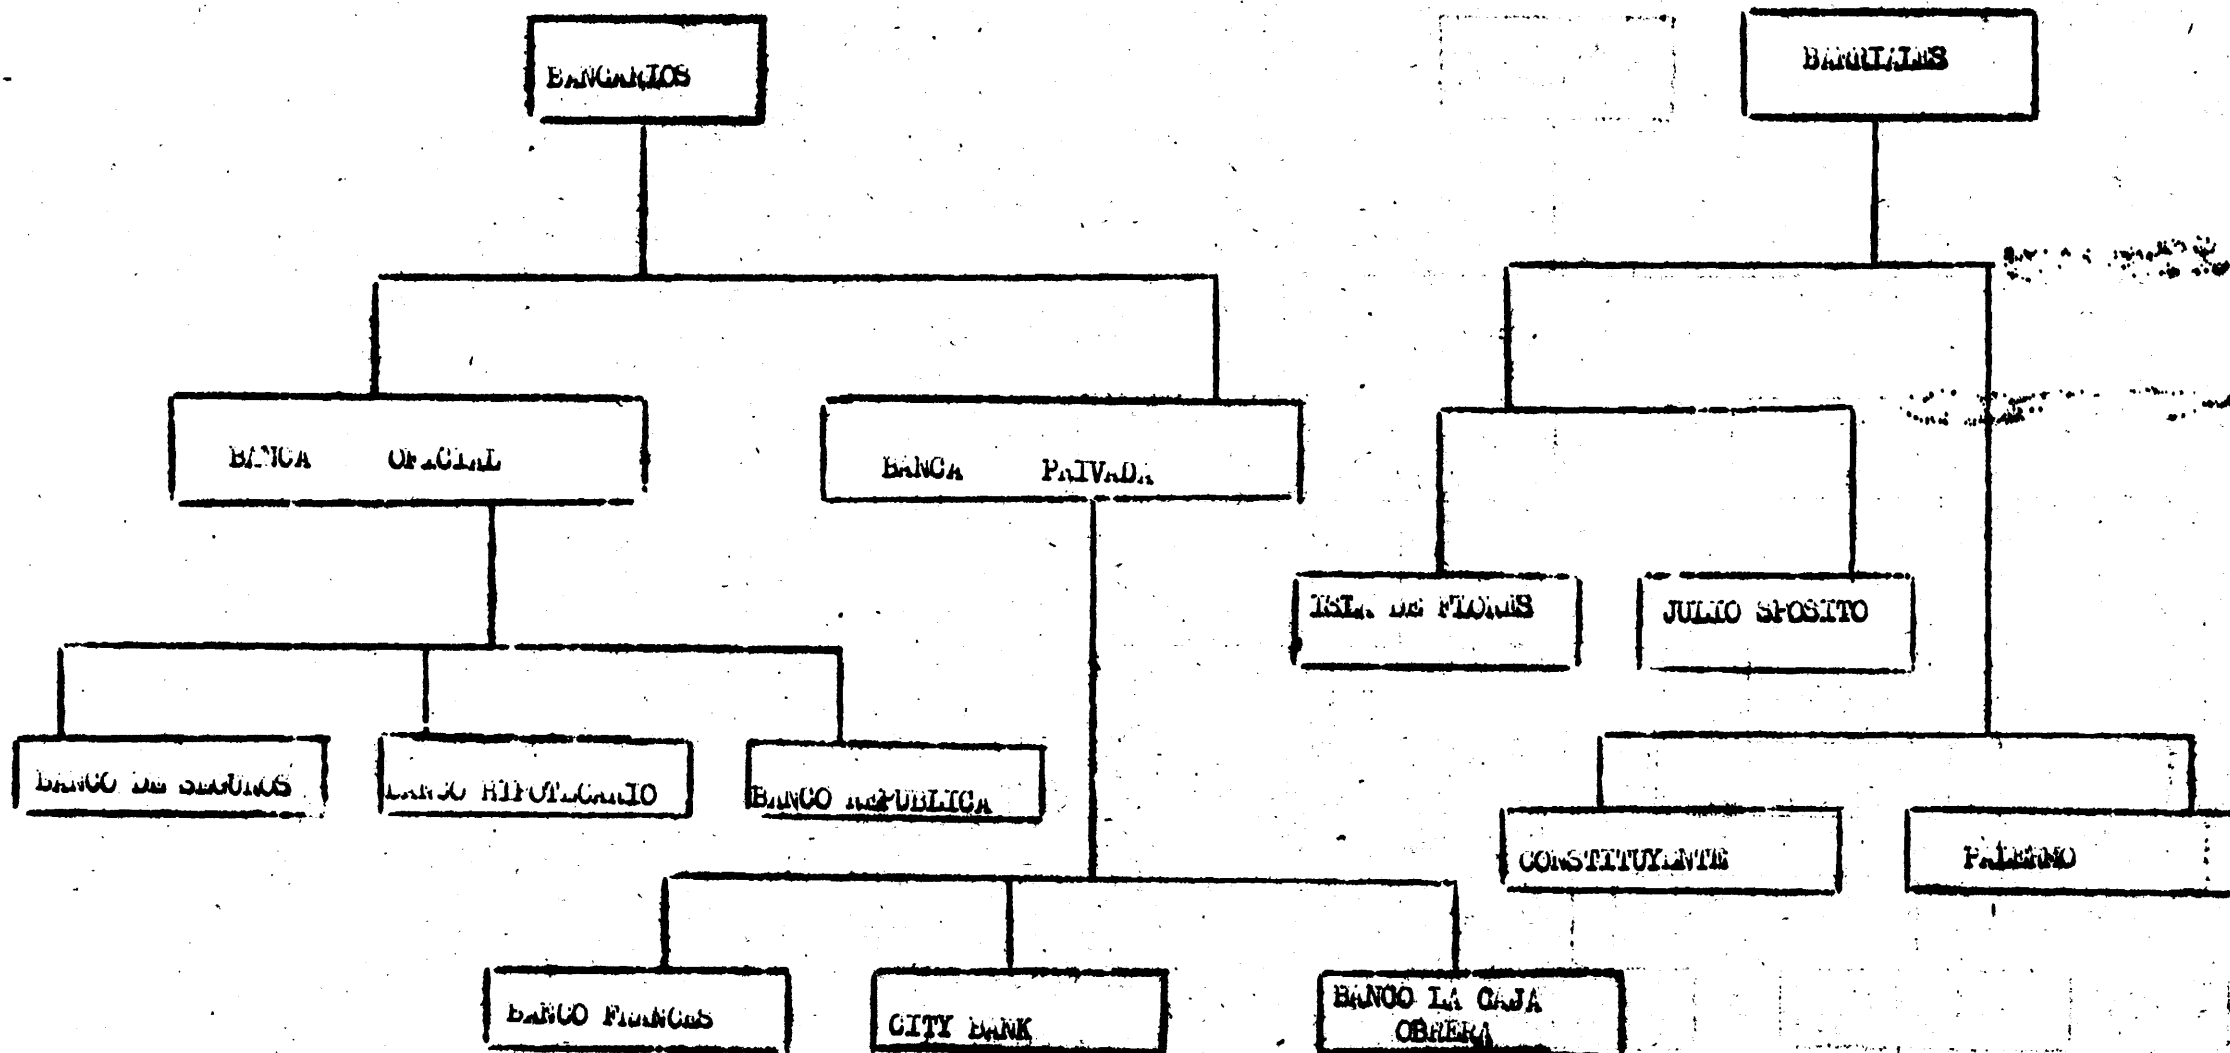 BANCARIOS
BARRIALES
BANCA OFICIAL
BANCA PRIVADA
ISLA DE FLORES
JULIO SPOSITO
BANCO DE SEGUROS
BANCO HIPOTECARIO
BANCO REPUBLICA
CONSTITUYENTE
PALERMO
BANCO FRANCES
CITY BANK
BANCO LA CAJA
OBRERA